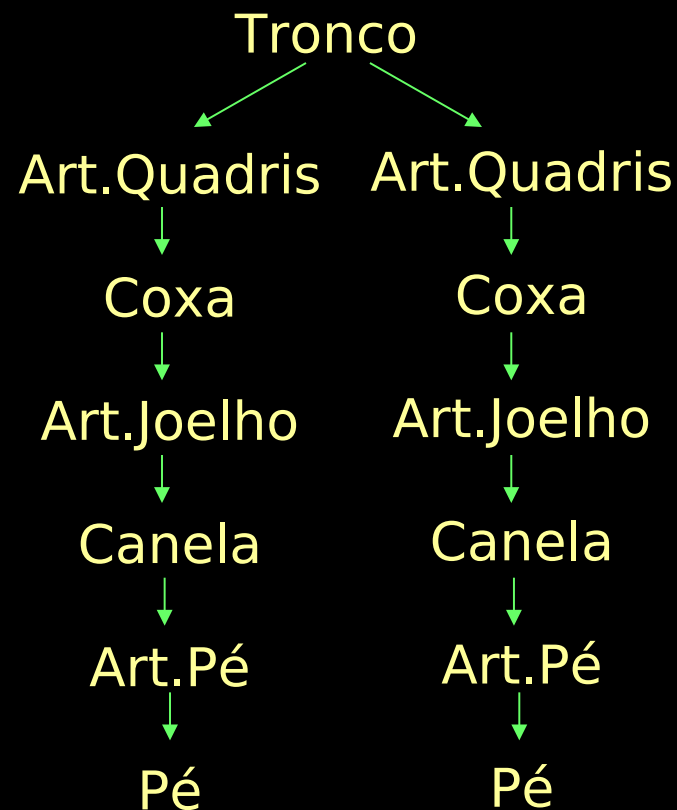 Tronco
Art.Quadris Art.Quadris
Coxa Coxa
Art.Joelho Art.Joelho
Canela Canela
Art.Pé Art.Pé
Pé Pé